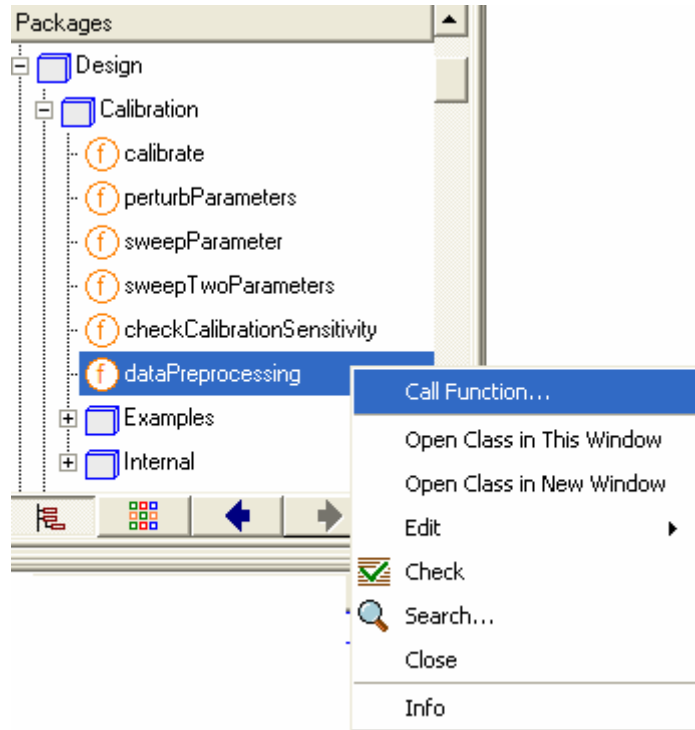 Packages
Design
Calibration
f calibrate
f perturbParameters
f sweepParameter
f sweepTwoParameters
f checkCalibrationSensitivity
f dataPreprocessing
Examples
Internal
Call Function...
Open Class in This Window
Open Class in New Window
Edit
Check
Search...
Close
Info